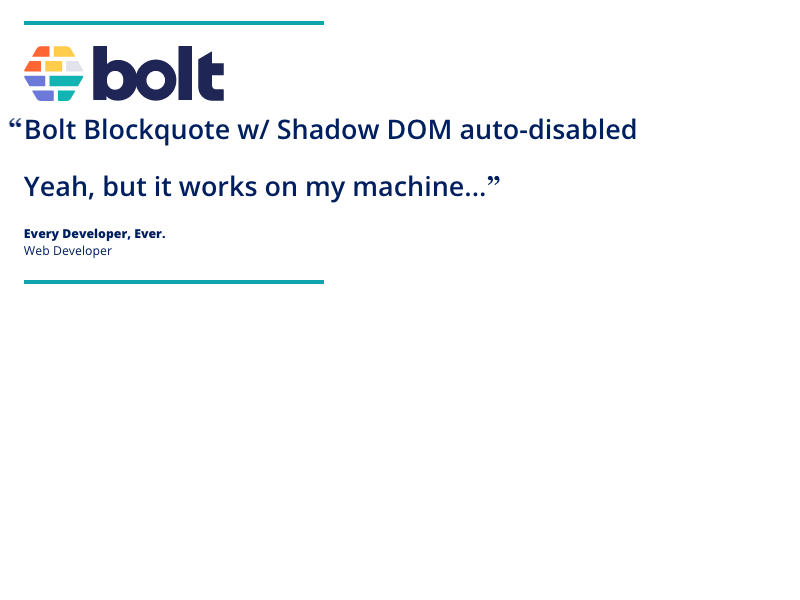 bolt
“Bolt Blockquote w/ Shadow DOM auto-disabled
Yeah, but it works on my machine...”
Every Developer, Ever.
Web Developer